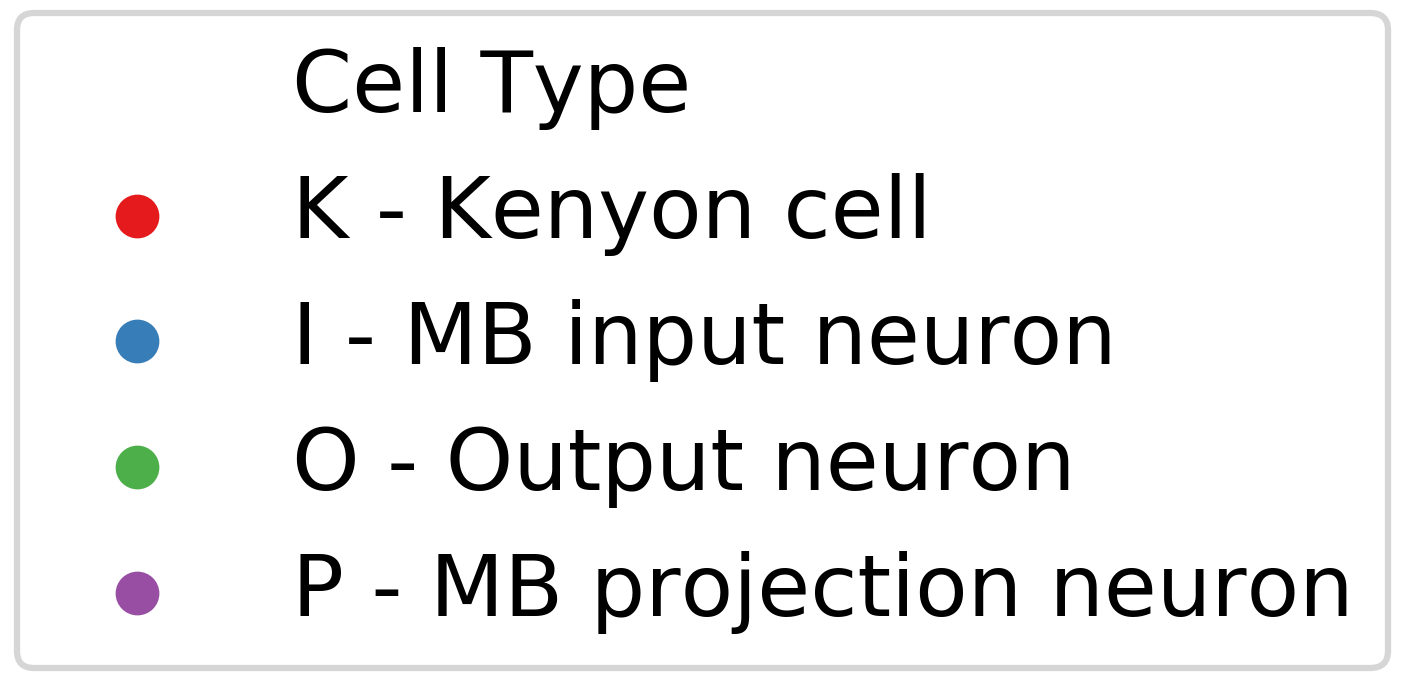 Cell Type
K - Kenyon cell
I - MB input neuron
O - Output neuron
P - MB projection neuron